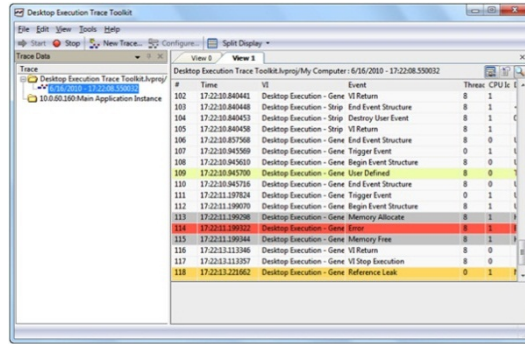 Desktop Execution Trace Toolkit
File Edit View Tools Help
Start Stop New Trace... Configure... Split Display
Trace Data
View 0 View 1
Trace
Desktop Execution Trace Toolkit.lvproj/
6/16/2010 - 17:22:08.550032
10.0.60.160:Main Application Instance
Desktop Execution Trace Toolkit.lvproj/My Computer : 6/16/2010 - 17:22:08.550032
# Time VI Event Threac CPU Ic
102 17:22:10.840441 Desktop Execution - Gene VI Return 8 1
103 17:22:10.840448 Desktop Execution - Strip End Event Structure 8 1
104 17:22:10.840453 Desktop Execution - Strip Destroy User Event 8 1
105 17:22:10.840458 Desktop Execution - Strip VI Return 8 1
106 17:22:10.857568 Desktop Execution - Gene End Event Structure 8 0
107 17:22:10.945569 Desktop Execution - Gene Trigger Event 0 1
108 17:22:10.945610 Desktop Execution - Gene Begin Event Structure 8 0
109 17:22:10.945700 Desktop Execution - Gene User Defined 8 0
110 17:22:10.945716 Desktop Execution - Gene End Event Structure 8 0
111 17:22:11.197824 Desktop Execution - Gene Trigger Event 0 1
112 17:22:11.199070 Desktop Execution - Gene Begin Event Structure 8 1
113 17:22:11.199298 Desktop Execution - Gene Memory Allocate 8 1
114 17:22:11.199322 Desktop Execution - Gene Error 8 1
115 17:22:11.199344 Desktop Execution - Gene Memory Free 8 1
116 17:22:13.113346 Desktop Execution - Gene VI Return 8 0
117 17:22:13.113357 Desktop Execution - Gene VI Stop Execution 8 0
118 17:22:13.221662 Desktop Execution - Gene Reference Leak 0 1